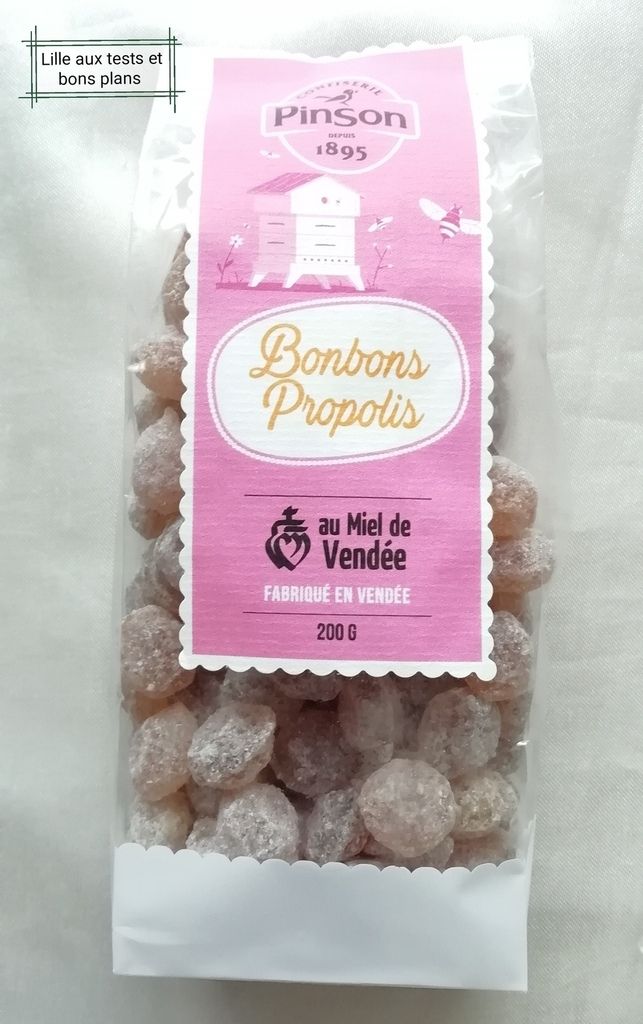 Lille aux tests et
bons plans
CONFISERIE
PinSon
DEPUIS
1895
Bonbons
Propolis
au Miel de
Vendée
FABRIQUÉ EN VENDÉE
200 G